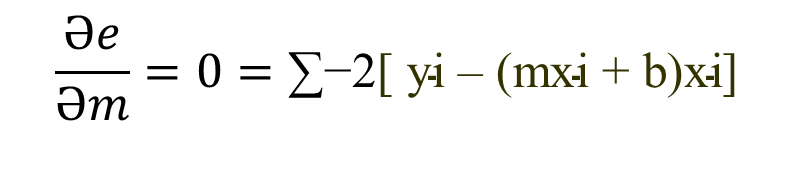 Əe/Əm = 0 = ∑−2[ yi – (mxi + b)xi]